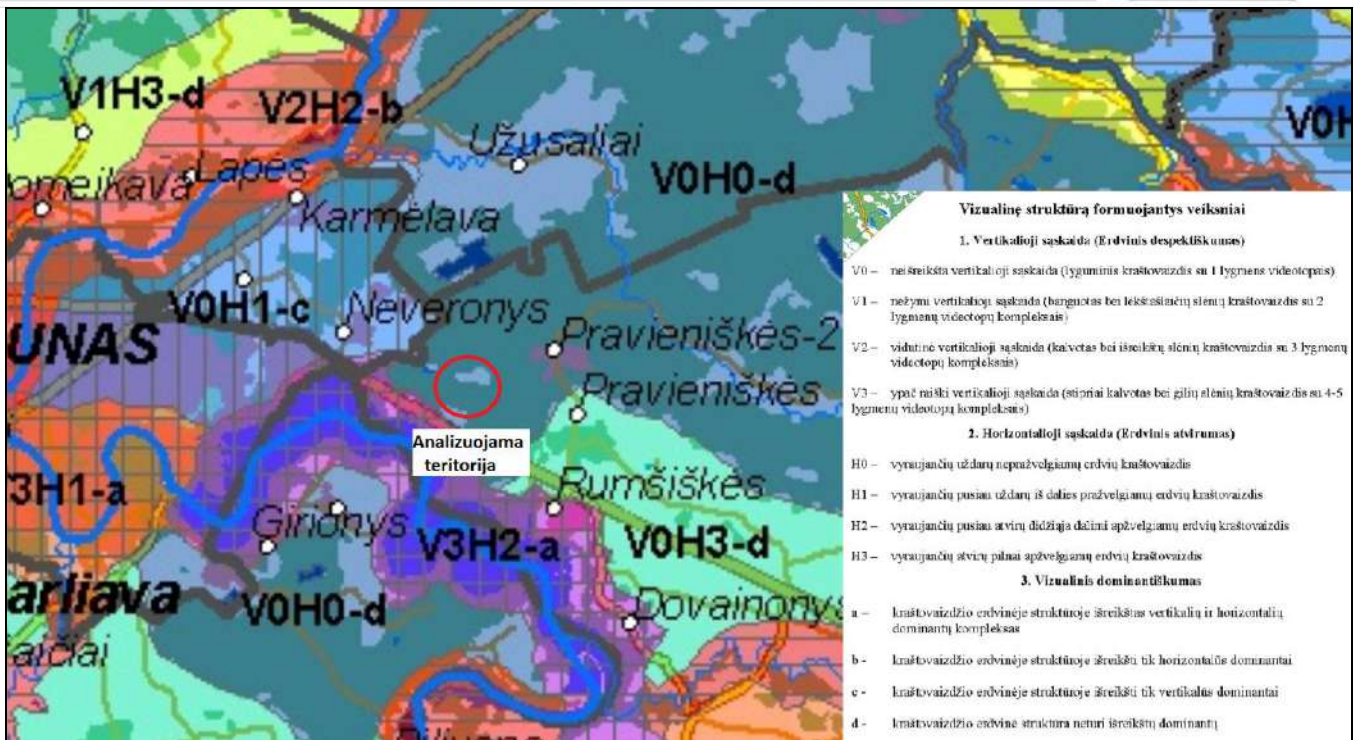 V1H3-d
V2H2-b
Užusaliai
V0H
V0H0-d
omeikava
Lapės
Karmėlava
V0H1-c
Neveronys
UNAS
Pravieniškės-2
Pravieniškės
Analizuojama
teritorija
3H1-a
Rumšiškės
Girionys
V3H2-a
V0H3-d
arliava
V0H0-d
Dovainonys
aičiai
Vizualinę struktūrą formuojantys veiksniai
1. Vertikalioji sąskaida (Erdvinis despektiškumas)
V0 – neišreikšta vertikalioji sąskaida (lyguminis kraštovaizdis su 1 lygmens videotopais)
V1 – nežymi vertikalioji sąskaida (banguotas bei lėkštašlaičių slėnių kraštovaizdis su 2
lygmenų videotopų kompleksais)
V2 – vidutinė vertikalioji sąskaida (kalvotas bei išreikštų slėnių kraštovaizdis su 3 lygmenų
videotopų kompleksais)
V3 – ypač raiški vertikalioji sąskaida (stipriai kalvotas bei gilių slėnių kraštovaizdis su 4-5
lygmenų videotopų kompleksais)
2. Horizontalioji sąskaida (Erdvinis atvirumas)
H0 – vyraujančių uždarų nepražvelgiamų erdvių kraštovaizdis
H1 – vyraujančių pusiau uždarų iš dalies pražvelgiamų erdvių kraštovaizdis
H2 – vyraujančių pusiau atvirų didžiąja dalimi apžvelgiamų erdvių kraštovaizdis
H3 – vyraujančių atvirų pilnai apžvelgiamų erdvių kraštovaizdis
3. Vizualinis dominantiškumas
a – kraštovaizdžio erdvinėje struktūroje išreikštas vertikalių ir horizontalių
dominantų kompleksas
b - kraštovaizdžio erdvinėje struktūroje išreikšti tik horizontalūs dominantai
c - kraštovaizdžio erdvinėje struktūroje išreikšti tik vertikalūs dominantai
d - kraštovaizdžio erdvinė struktūra neturi išreikštų dominantų